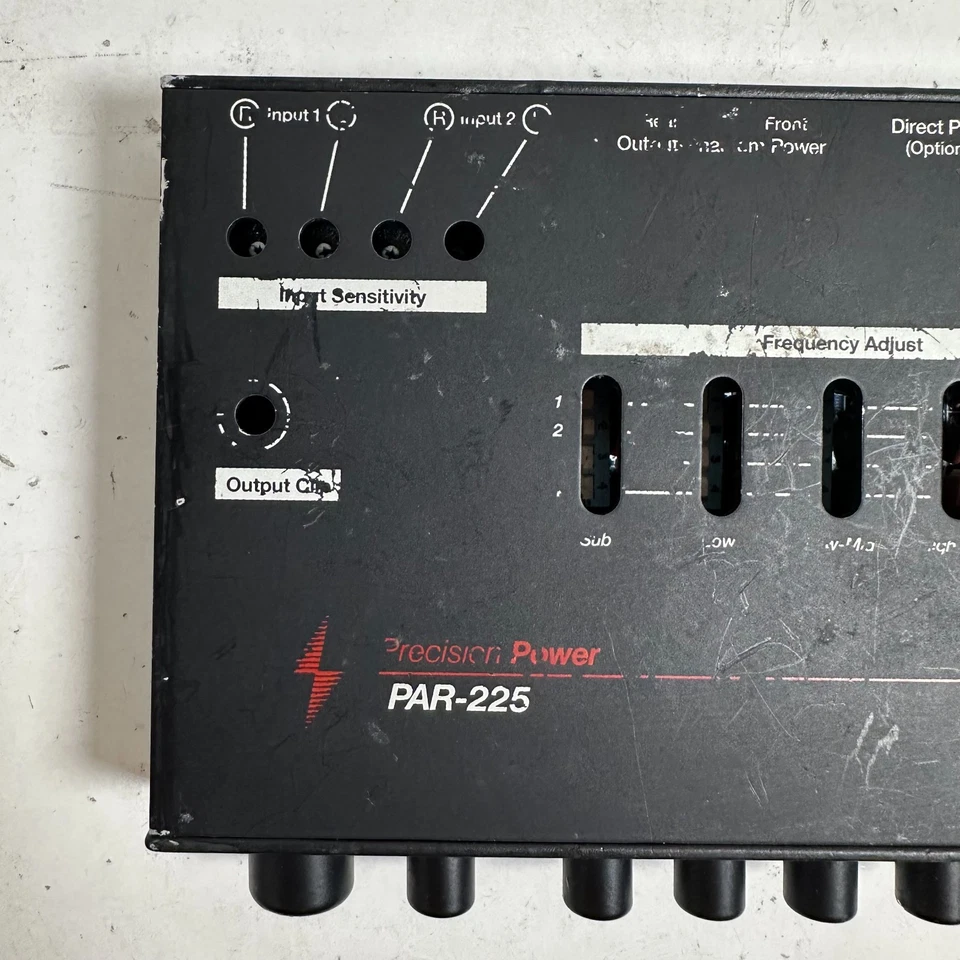 R Input 1
R Input 2 L
Front
Direct P
Power
(Option
Input Sensitivity
Frequency Adjust
1
2
Output Clip
Sub
Low
Precision Power
PAR-225